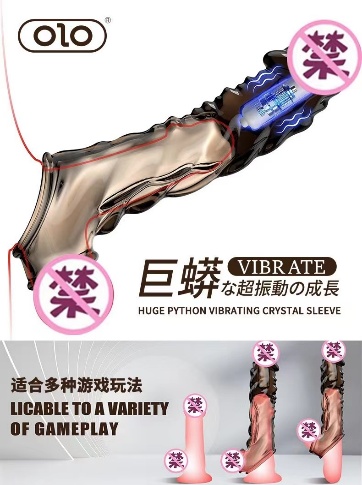 OLO®
禁
巨蟒 VIBRATE
な超振動の成長
HUGE PYTHON VIBRATING CRYSTAL SLEEVE
禁
适合多种游戏玩法
LICABLE TO A VARIETY
OF GAMEPLAY
禁 禁
禁
禁 禁 禁